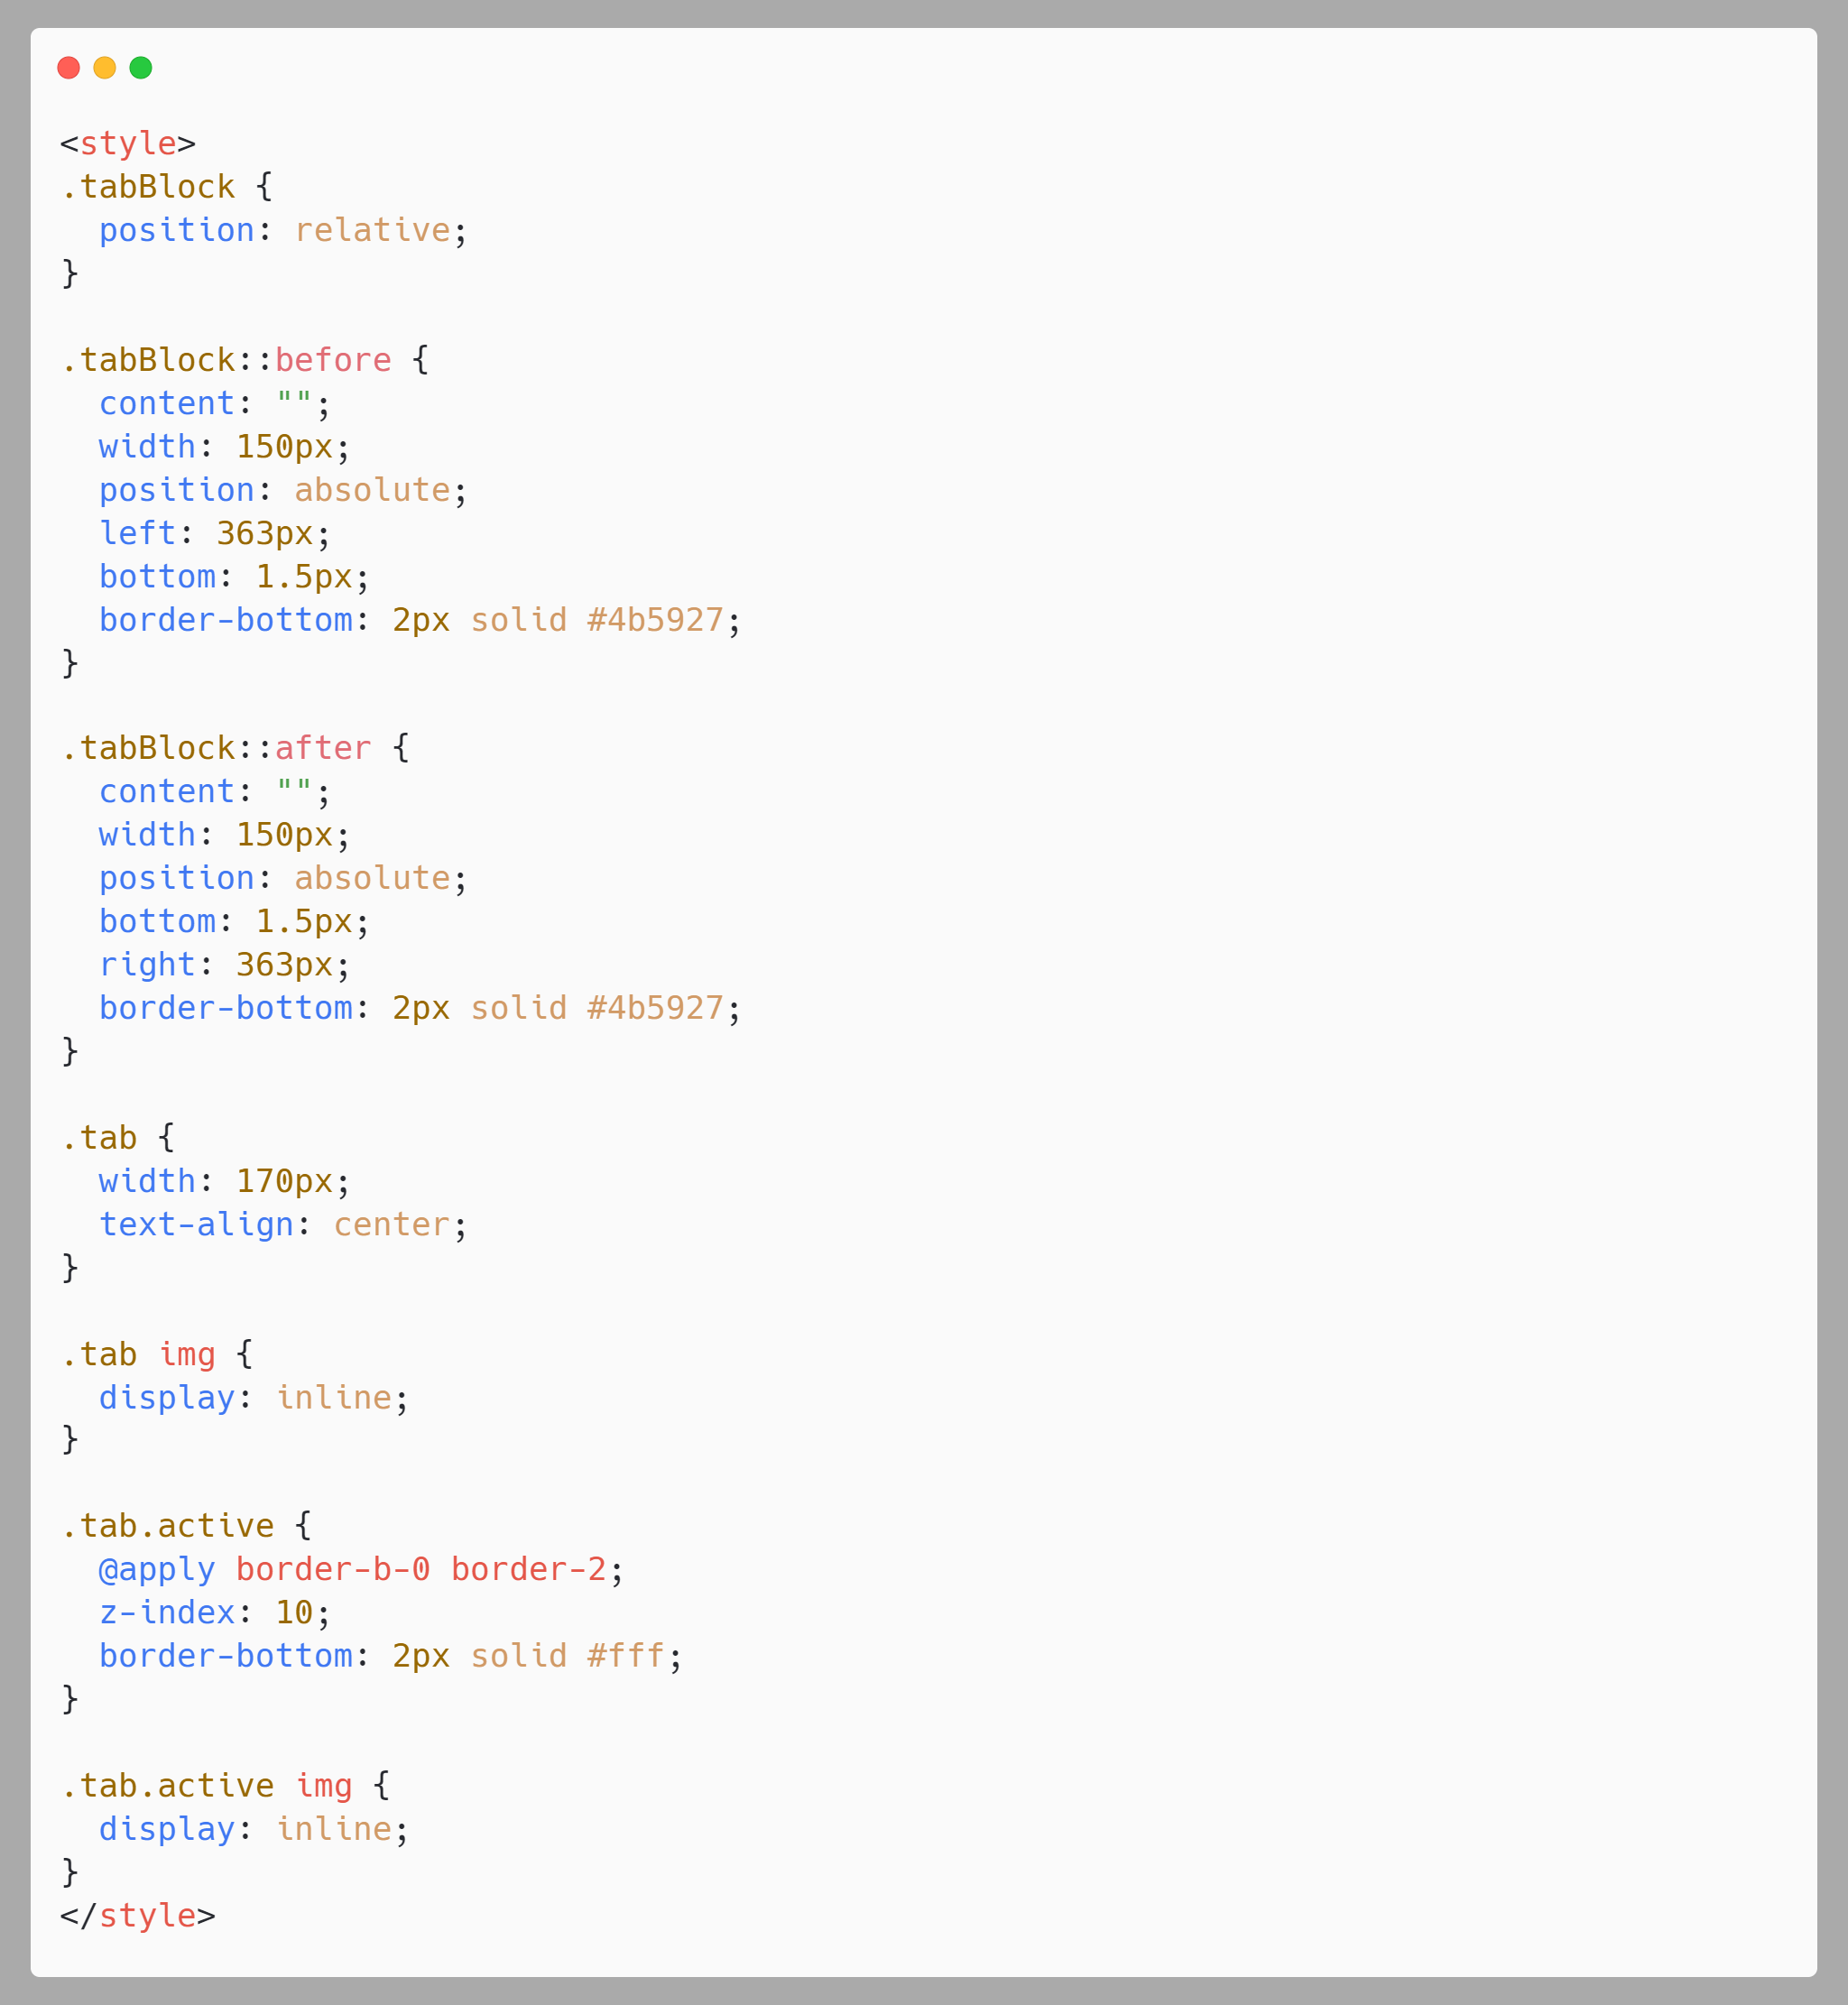 <style>
.tabBlock {
  position: relative;
}

.tabBlock::before {
  content: "";
  width: 150px;
  position: absolute;
  left: 363px;
  bottom: 1.5px;
  border-bottom: 2px solid #4b5927;
}

.tabBlock::after {
  content: "";
  width: 150px;
  position: absolute;
  bottom: 1.5px;
  right: 363px;
  border-bottom: 2px solid #4b5927;
}

.tab {
  width: 170px;
  text-align: center;
}

.tab img {
  display: inline;
}

.tab.active {
  @apply border-b-0 border-2;
  z-index: 10;
  border-bottom: 2px solid #fff;
}

.tab.active img {
  display: inline;
}
</style>